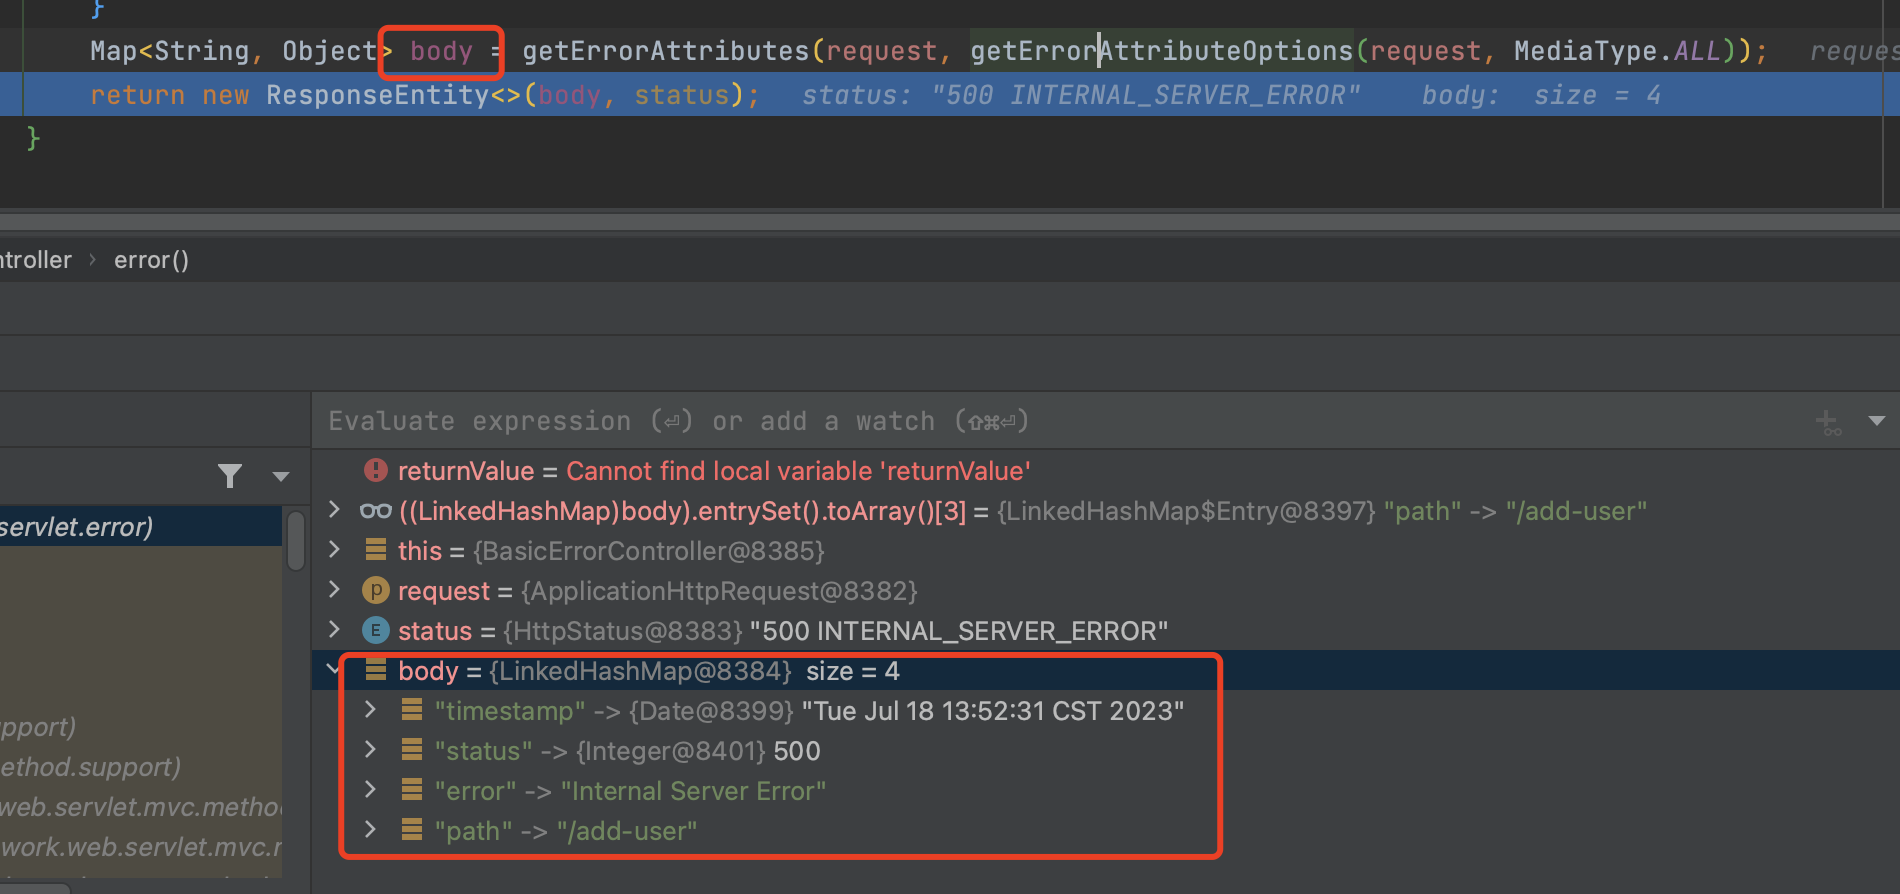 }
Map<String, Object> body = getErrorAttributes(request, getErrorAttributeOptions(request, MediaType.ALL)); reques
return new ResponseEntity<>(body, status); status: "500 INTERNAL_SERVER_ERROR" body: size = 4
}
ntroller › error()
Evaluate expression (⏎) or add a watch (⇧⌘⏎)
returnValue = Cannot find local variable 'returnValue'
((LinkedHashMap)body).entrySet().toArray()[3] = {LinkedHashMap$Entry@8397} "path" -> "/add-user"
servlet.error)
this = {BasicErrorController@8385}
p request = {ApplicationHttpRequest@8382}
E status = {HttpStatus@8383} "500 INTERNAL_SERVER_ERROR"
body = {LinkedHashMap@8384} size = 4
"timestamp" -> {Date@8399} "Tue Jul 18 13:52:31 CST 2023"
upport)
"status" -> {Integer@8401} 500
ethod.support)
"error" -> "Internal Server Error"
web.servlet.mvc.metho
"path" -> "/add-user"
work.web.servlet.mvc.r